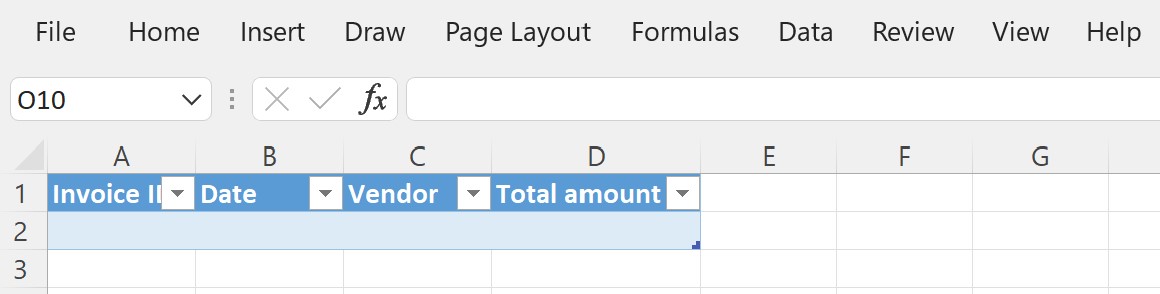 File Home Insert Draw Page Layout Formulas Data Review View Help
O10 fx
A B C D E F G
1 Invoice Date Vendor Total amount
2
3